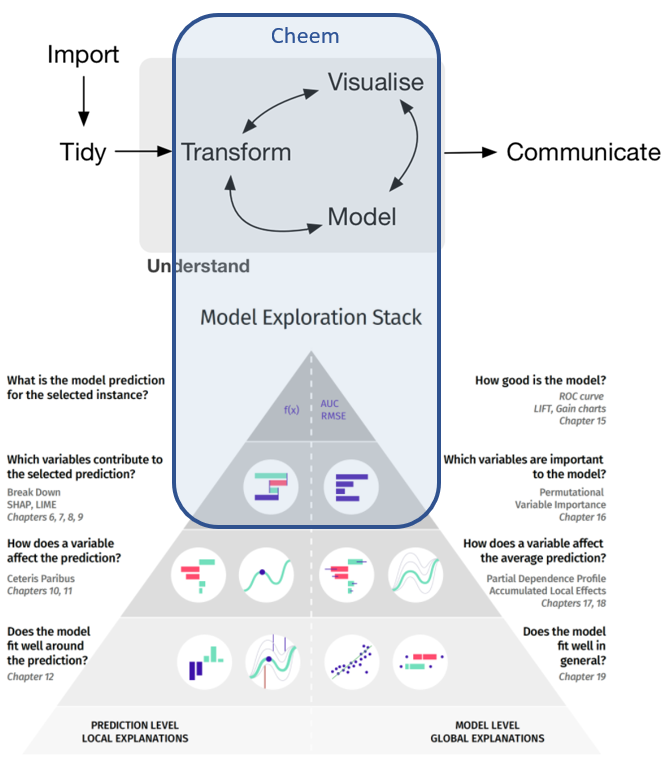 Cheem
Import
Visualise
Tidy
Transform
Communicate
Model
Understand
Model Exploration Stack
What is the model prediction
for the selected instance?
f(x)
AUC
RMSE
How good is the model?
ROC curve
LIFT, Gain charts
Chapter 15
Which variables contribute to
the selected prediction?
Break Down
SHAP, LIME
Chapters 6, 7, 8, 9
Which variables are important
to the model?
Permutational
Variable Importance
Chapter 16
How does a variable
affect the prediction?
Ceteris Paribus
Chapters 10, 11
How does a variable affect
the average prediction?
Partial Dependence Profile
Accumulated Local Effects
Chapters 17, 18
Does the model
fit well around
the prediction?
Chapter 12
Does the model
fit well in
general?
Chapter 19
PREDICTION LEVEL
LOCAL EXPLANATIONS
MODEL LEVEL
GLOBAL EXPLANATIONS